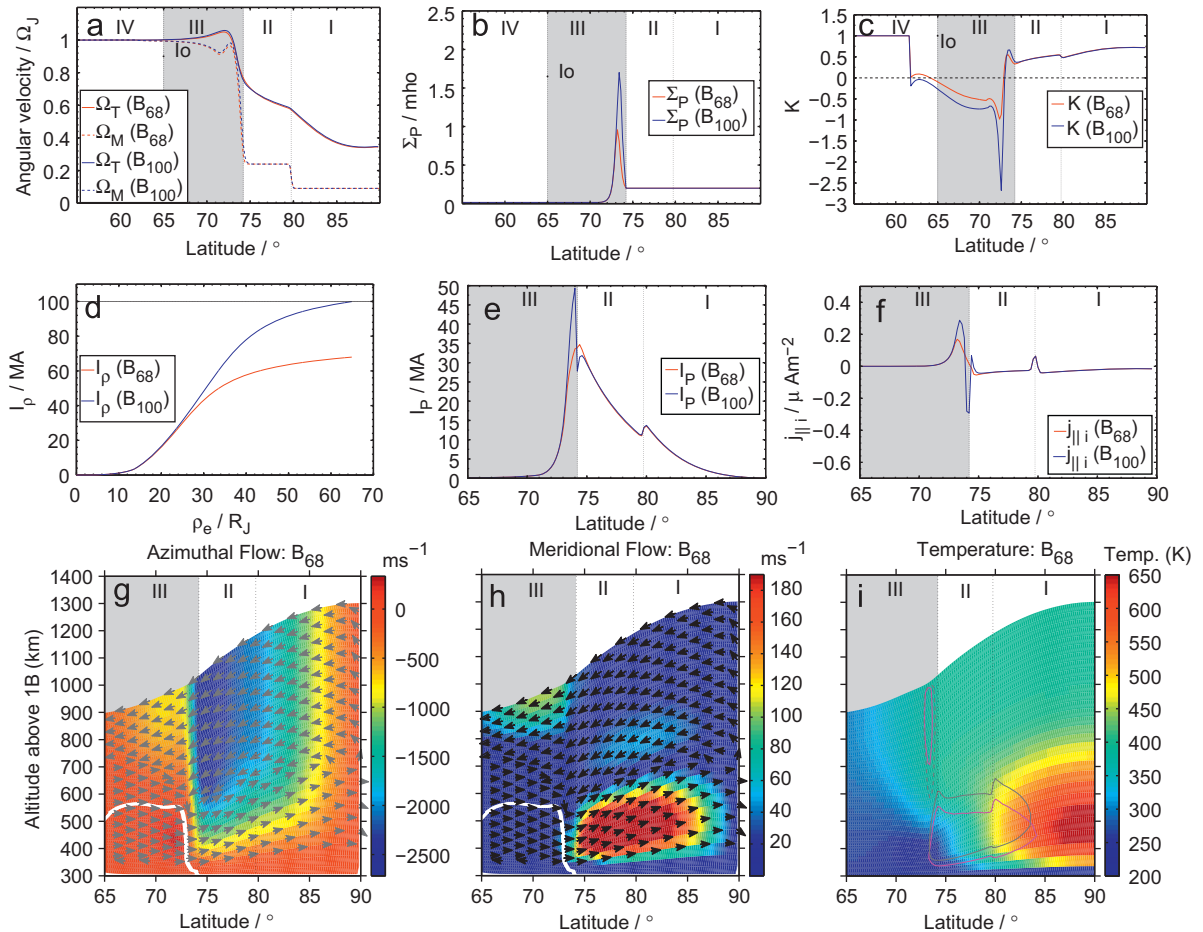 a
IV III II I
Io
Angular velocity / Ω_J
1
0.8
0.6
0.4
0.2
0
Ω_T (B_68)
Ω_M (B_68)
Ω_T (B_100)
Ω_M (B_100)
60 65 70 75 80 85
Latitude / °
b
IV III II I
Io
Σ_P / mho
2.5
2
1.5
1
0.5
0
Σ_P (B_68)
Σ_P (B_100)
60 65 70 75 80 85 90
Latitude / °
c
IV III II I
Io
K
1
0.5
0
−0.5
−1
−1.5
−2
−2.5
−3
K (B_68)
K (B_100)
60 65 70 75 80 85 90
Latitude / °
d
I_ρ / MA
120
100
80
60
40
20
0
I_ρ (B_68)
I_ρ (B_100)
0 10 20 30 40 50 60 70
ρ_e / R_J
e
III II I
I_P / MA
50
45
40
35
30
25
20
15
10
5
0
I_P (B_68)
I_P (B_100)
65 70 75 80 85 90
Latitude / °
f
III II I
j_|| i / μ Am^−2
0.4
0.2
0
−0.2
−0.4
−0.6
j_|| i (B_68)
j_|| i (B_100)
65 70 75 80 85 90
Latitude / °
Azimuthal Flow: B_68
ms^−1
g
III II I
Altitude above 1B (km)
1400
1300
1200
1100
1000
900
800
700
600
500
400
300
65 70 75 80 85 90
Latitude / °
0
−500
−1000
−1500
−2000
−2500
Meridional Flow: B_68
ms^−1
h
III II I
65 70 75 80 85 90
Latitude / °
180
160
140
120
100
80
60
40
20
Temperature: B_68
Temp. (K)
i
III II I
65 70 75 80 85 90
Latitude / °
650
600
550
500
450
400
350
300
250
200